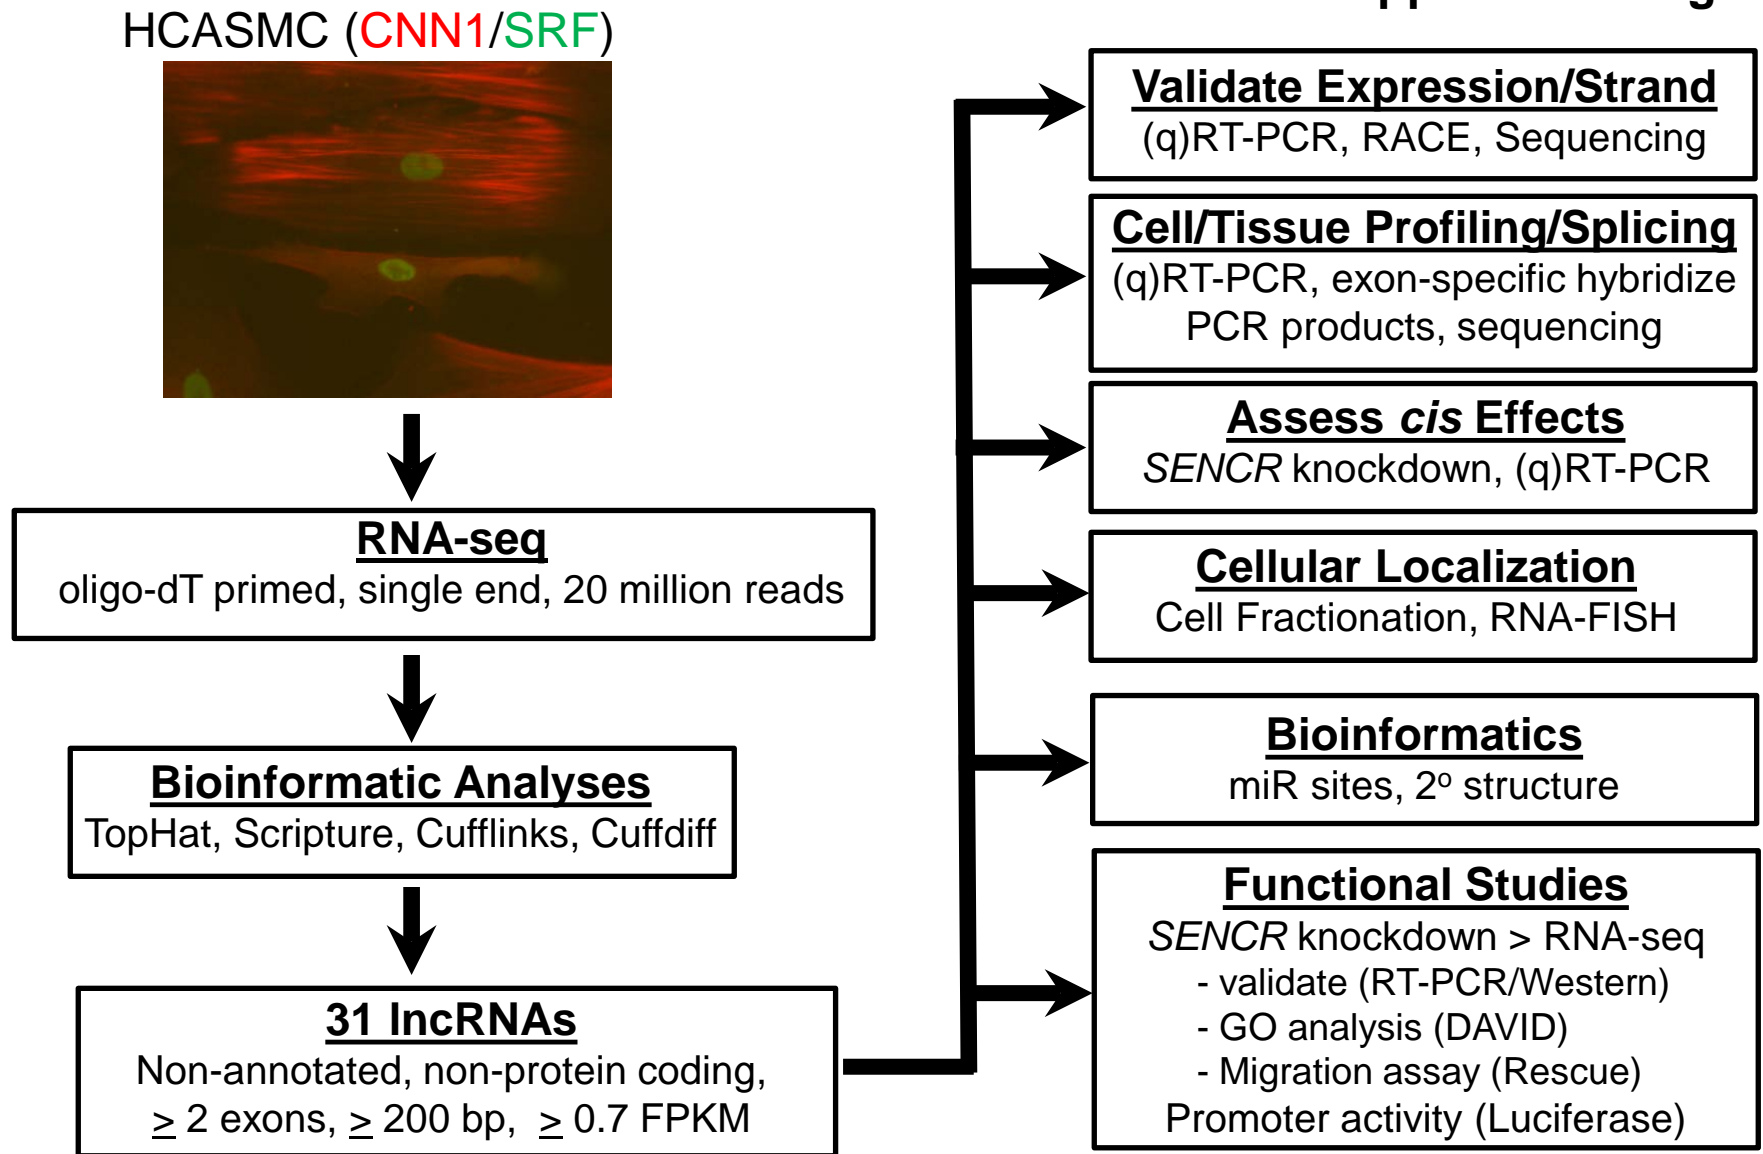 HCASMC (CNN1/SRF)
RNA-seq
oligo-dT primed, single end, 20 million reads
Bioinformatic Analyses
TopHat, Scripture, Cufflinks, Cuffdiff
31 lncRNAs
Non-annotated, non-protein coding,
≥ 2 exons, ≥ 200 bp, ≥ 0.7 FPKM
Validate Expression/Strand
(q)RT-PCR, RACE, Sequencing
Cell/Tissue Profiling/Splicing
(q)RT-PCR, exon-specific hybridize
PCR products, sequencing
Assess cis Effects
SENCR knockdown, (q)RT-PCR
Cellular Localization
Cell Fractionation, RNA-FISH
Bioinformatics
miR sites, 2º structure
Functional Studies
SENCR knockdown > RNA-seq
- validate (RT-PCR/Western)
- GO analysis (DAVID)
- Migration assay (Rescue)
Promoter activity (Luciferase)